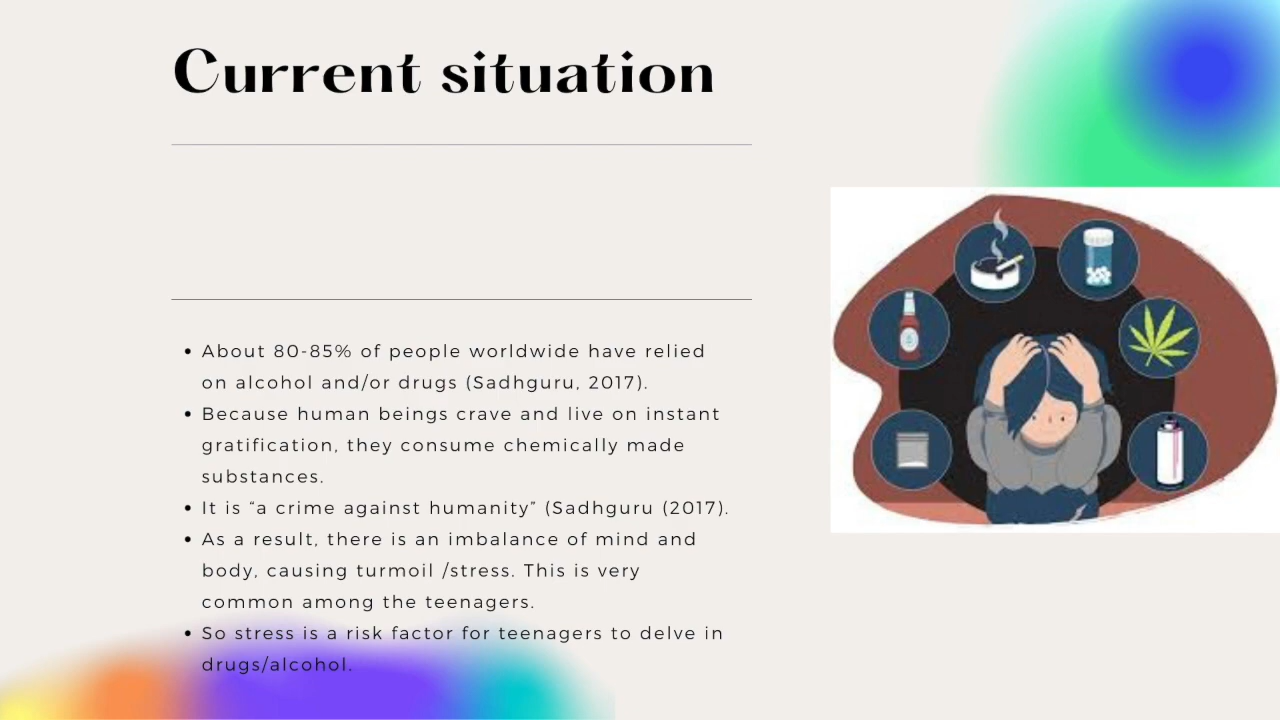 Current situation
• About 80-85% of people worldwide have relied
on alcohol and/or drugs (Sadhguru, 2017).
• Because human beings crave and live on instant
gratification, they consume chemically made
substances.
• It is “a crime against humanity” (Sadhguru (2017).
• As a result, there is an imbalance of mind and
body, causing turmoil /stress. This is very
common among the teenagers.
• So stress is a risk factor for teenagers to delve in
drugs/alcohol.